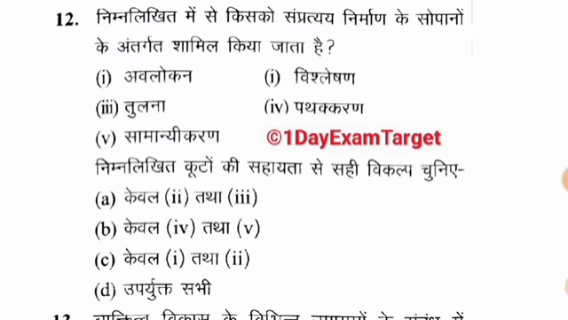 12. निम्नलिखित में से किसको संप्रत्यय निर्माण के सोपानों
के अंतर्गत शामिल किया जाता है?
(i) अवलोकन (i) विश्लेषण
(iii) तुलना (iv) पथक्करण
(v) सामान्यीकरण ©1DayExamTarget
निम्नलिखित कूटों की सहायता से सही विकल्प चुनिए-
(a) केवल (ii) तथा (iii)
(b) केवल (iv) तथा (v)
(c) केवल (i) तथा (ii)
(d) उपर्युक्त सभी